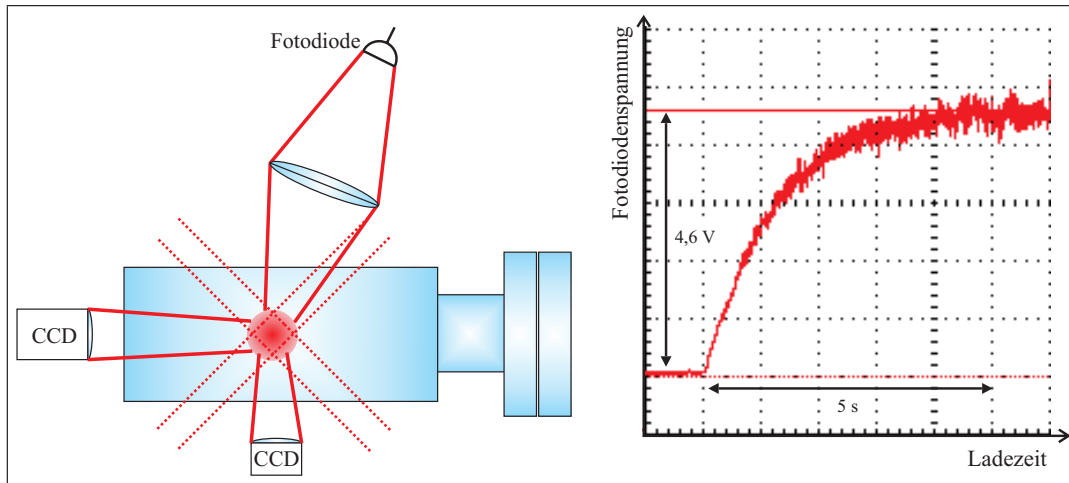 Fotodiode
CCD
CCD
Fotodiodenspannung
4,6 V
5 s
Ladezeit